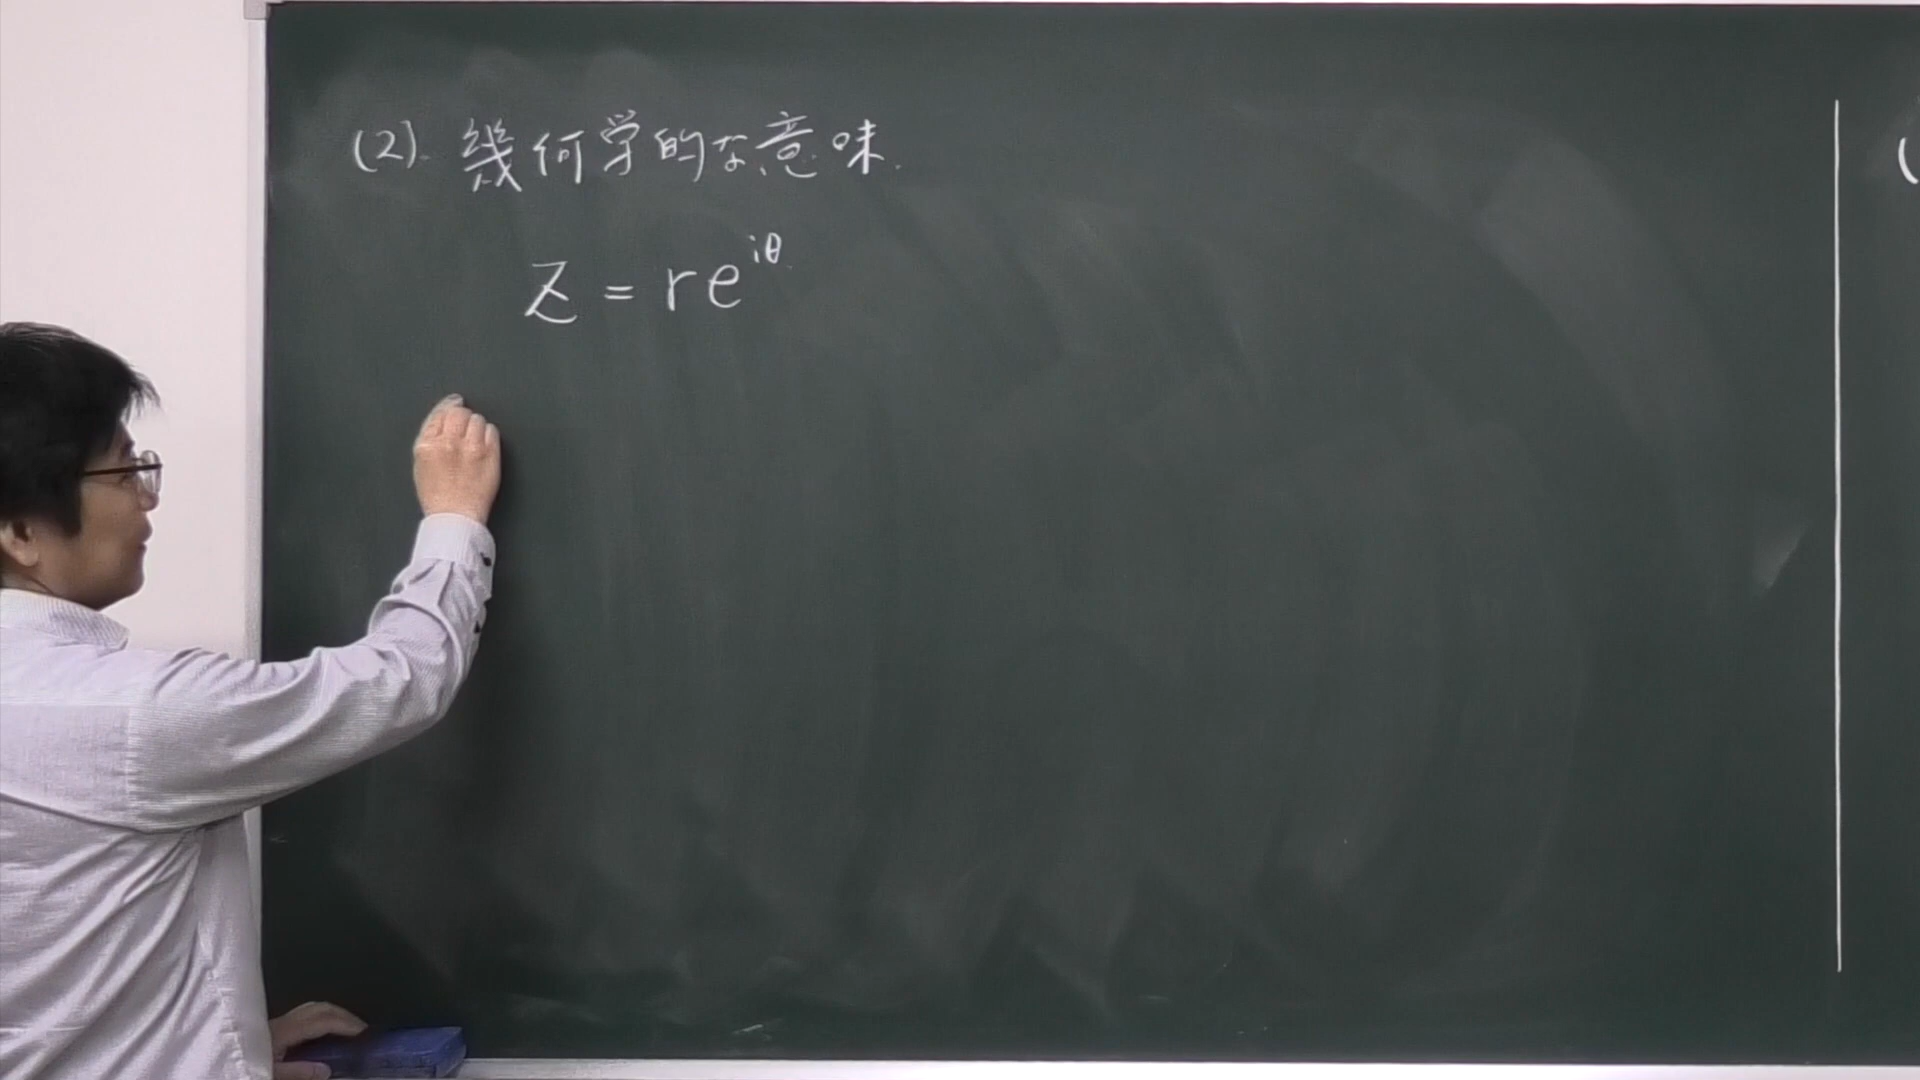 (2). 幾何学的な意味.
z = re^{iθ}
(